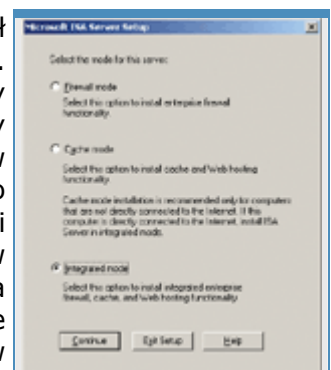 ł
Microsoft ISA Server Setup
Select the mode for this server:
Firewall mode
Select this option to install enterprise firewall
functionality.
Cache mode
Select this option to install cache and Web hosting
functionality.
Cache mode installation is recommended only for computers
that are not directly connected to the Internet. If this
computer is directly connected to the Internet, install ISA
Server in integrated mode.
Integrated mode
Select this option to install integrated enterprise
firewall, cache, and Web hosting functionality.
Continue Exit Setup Help